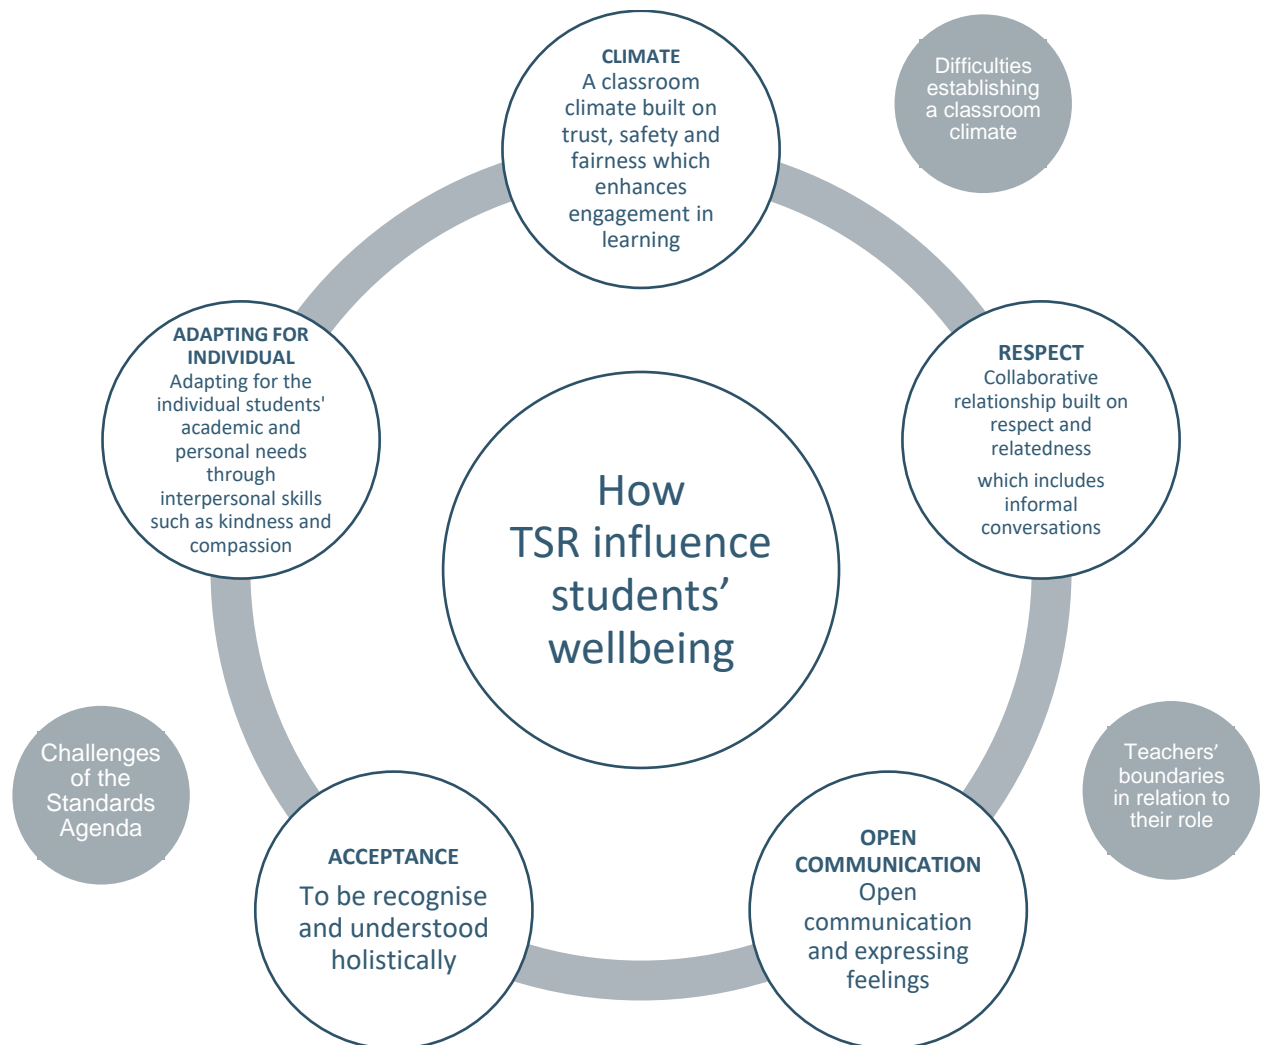 CLIMATE
A classroom
climate built on
trust, safety and
fairness which
enhances
engagement in
learning
Difficulties
establishing
a classroom
climate
ADAPTING FOR
INDIVIDUAL
Adapting for the
individual students'
academic and
personal needs
through
interpersonal skills
such as kindness and
compassion
RESPECT
Collaborative
relationship built on
respect and
relatedness
which includes
informal
conversations
How
TSR influence
students’
wellbeing
Challenges
of the
Standards
Agenda
Teachers’
boundaries
in relation to
their role
ACCEPTANCE
To be recognise
and understood
holistically
OPEN
COMMUNICATION
Open
communication
and expressing
feelings